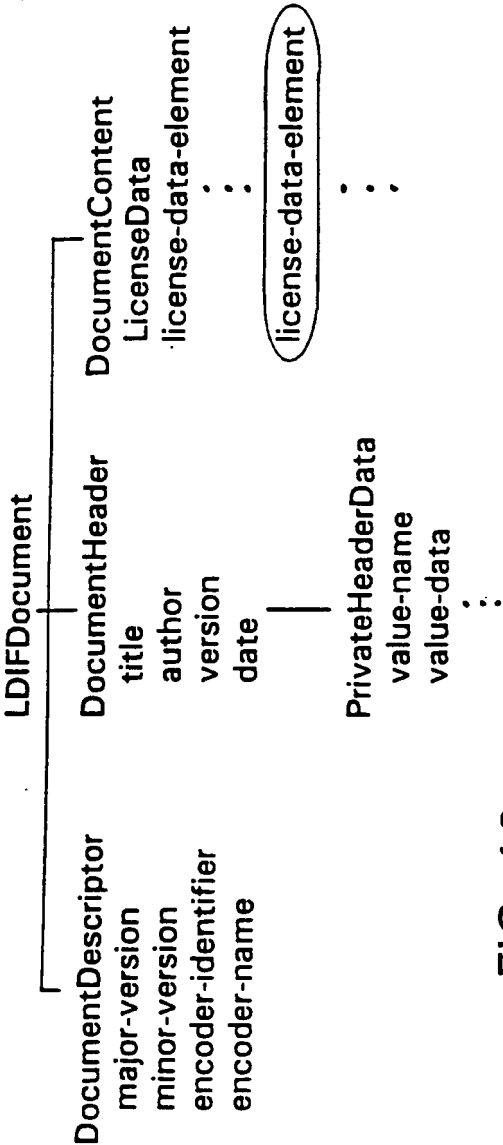 LDIFDocument
DocumentDescriptor
major-version
minor-version
encoder-identifier
encoder-name
DocumentHeader
title
author
version
date
PrivateHeaderData
value-name
value-data
DocumentContent
LicenseData
license-data-element
license-data-element